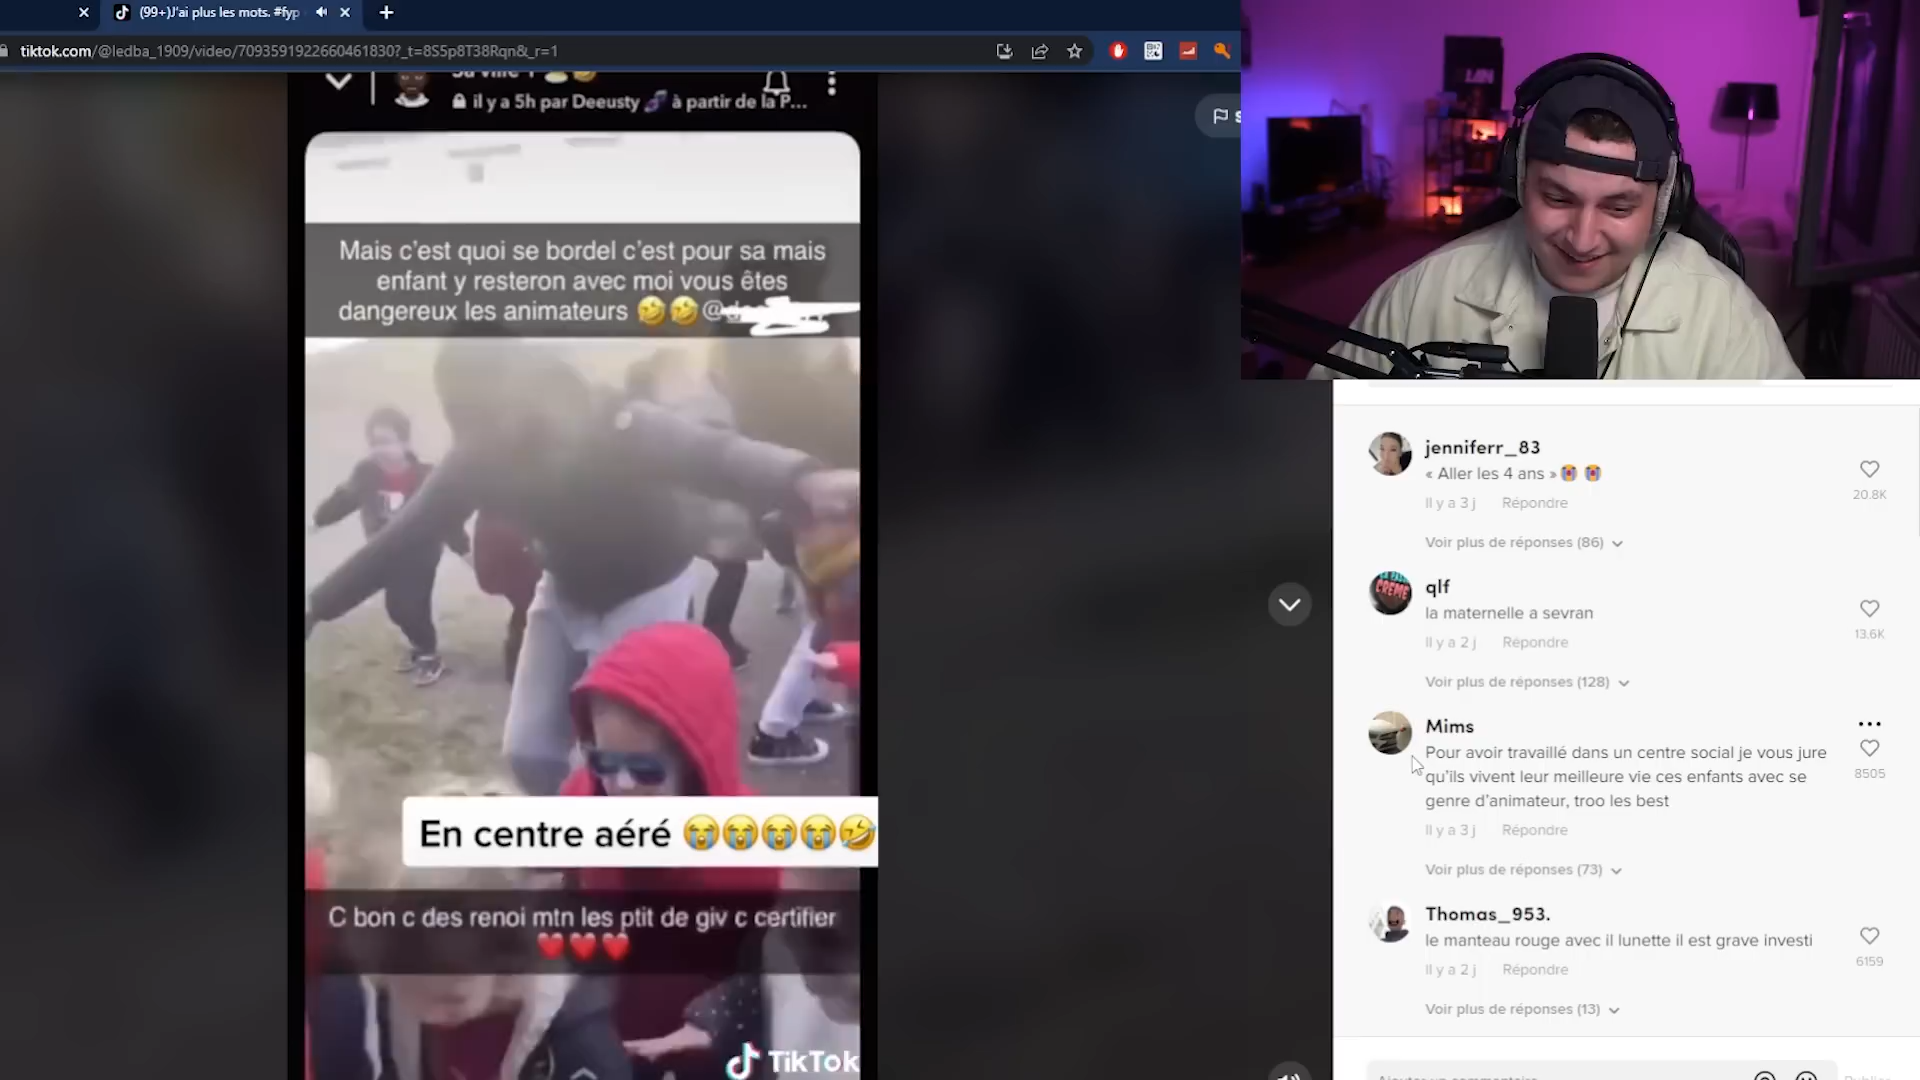 (99+)J'ai plus les mots. #fyp
tiktok.com/@ledba_1909/video/7093591922660461830?_t=8S5p8T38Rqn&_r=1
il y a 5h par Deeusty à partir de la P...
Mais c'est quoi se bordel c'est pour sa mais
enfant y resteron avec moi vous êtes
dangereux les animateurs 🤣🤣@
En centre aéré 😭😭😭😭🤣
C bon c des renoi mtn les ptit de giv c certifier
❤️❤️❤️
TikTok
jenniferr_83
« Aller les 4 ans »😭 😭
Il y a 3 j Répondre
20.8K
Voir plus de réponses (86)
qlf
la maternelle a sevran
Il y a 2 j Répondre
13.6K
Voir plus de réponses (128)
Mims
Pour avoir travaillé dans un centre social je vous jure
qu'ils vivent leur meilleure vie ces enfants avec se
genre d'animateur, troo les best
8505
Il y a 3 j Répondre
Voir plus de réponses (73)
Thomas_953.
le manteau rouge avec il lunette il est grave investi
6159
Il y a 2 j Répondre
Voir plus de réponses (13)